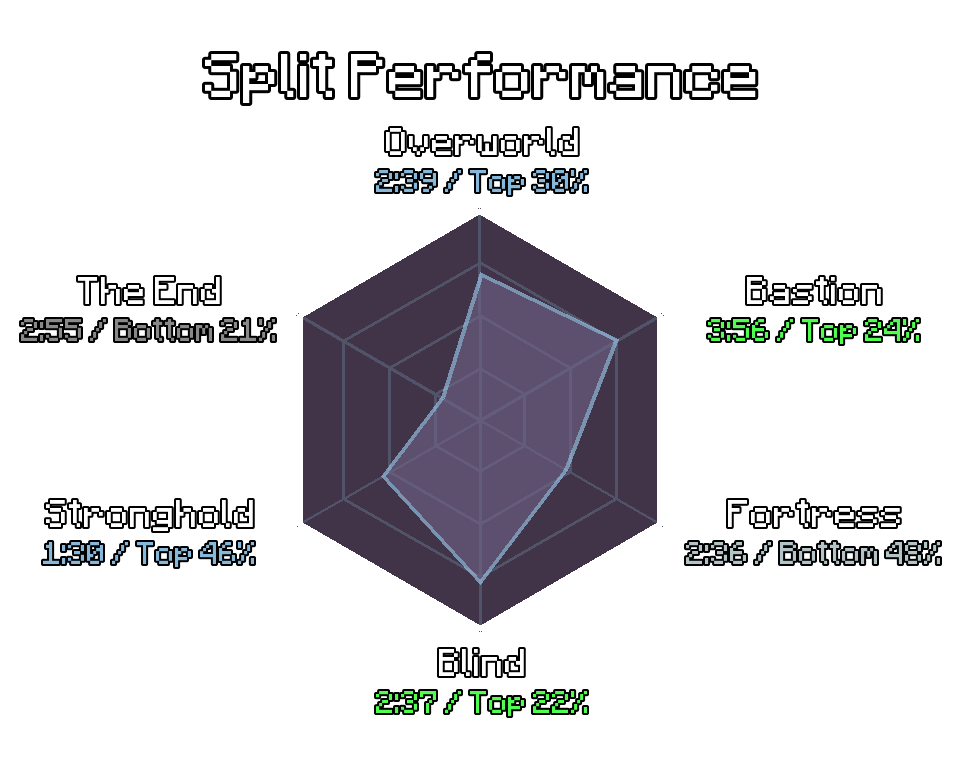 Split Performance
Overworld
2:39 / Top 30%
The End
2:55 / Bottom 21%
Bastion
3:56 / Top 24%
Stronghold
1:30 / Top 46%
Fortress
2:36 / Bottom 48%
Blind
2:37 / Top 22%